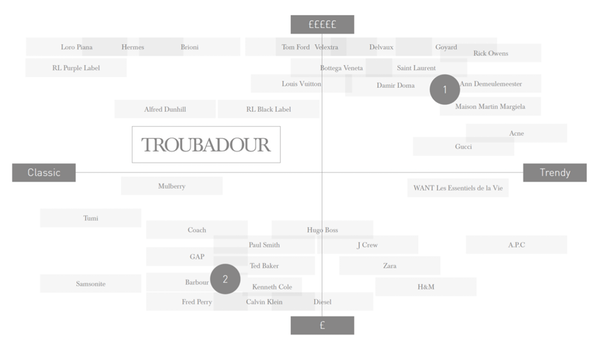 £££££
Loro Piana
Hermes
Brioni
Tom Ford
Velextra
Delvaux
Goyard
Rick Owens
RL Purple Label
Bottega Veneta
Saint Laurent
Louis Vuitton
Damir Doma
1
Ann Demeulemeester
Alfred Dunhill
RL Black Label
Maison Martin Margiela
Acne
TROUBADOUR
Gucci
Classic
Trendy
Mulberry
WANT Les Essentiels de la Vie
Tumi
Coach
Hugo Boss
Paul Smith
J Crew
A.P.C
GAP
Ted Baker
Zara
Samsonite
Barbour
2
Kenneth Cole
H&M
Fred Perry
Calvin Klein
Diesel
£